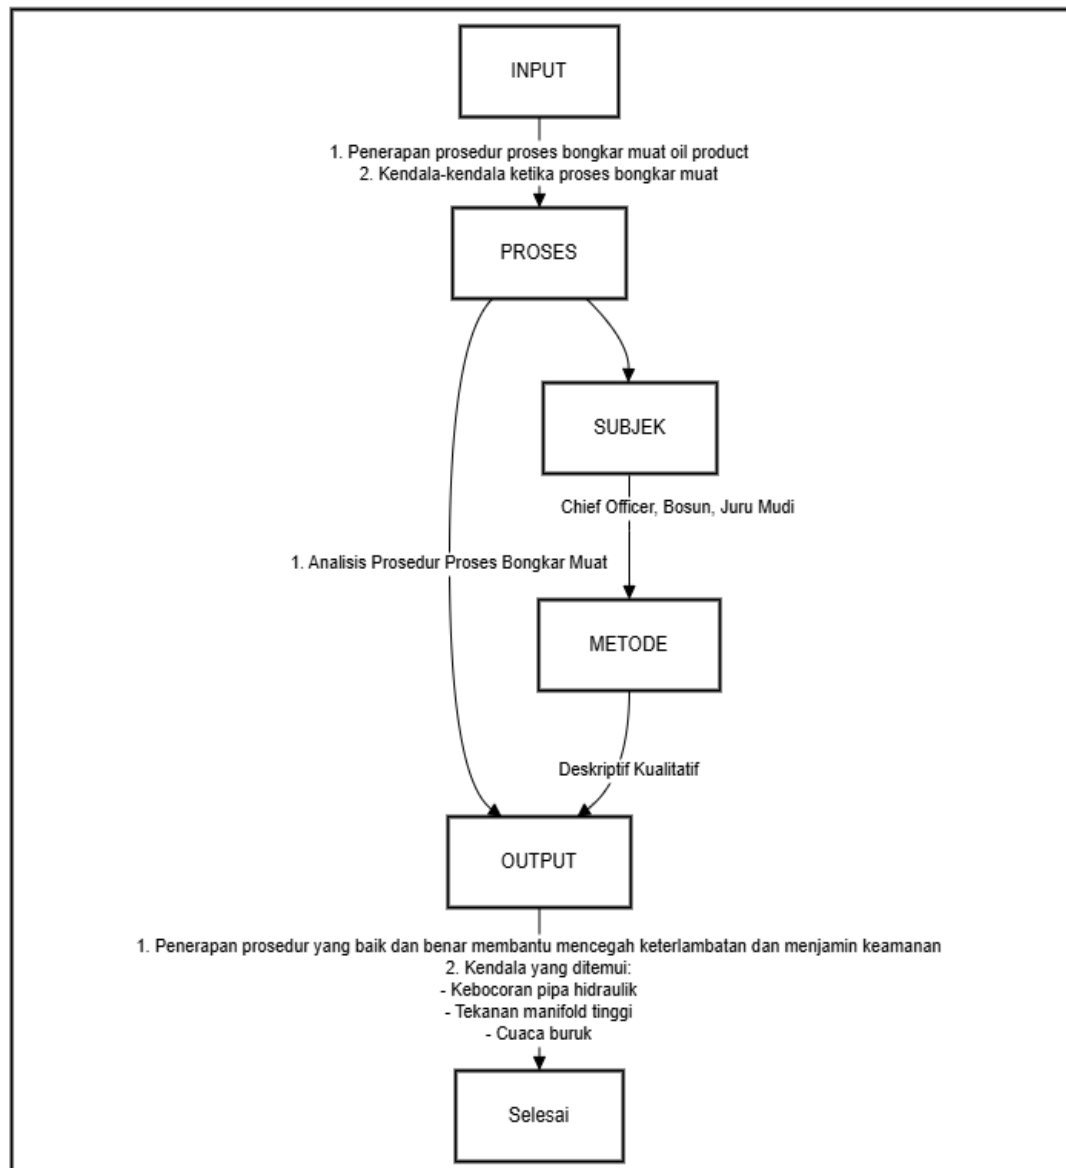 INPUT
1. Penerapan prosedur proses bongkar muat oil product
2. Kendala-kendala ketika proses bongkar muat
PROSES
SUBJEK
Chief Officer, Bosun, Juru Mudi
1. Analisis Prosedur Proses Bongkar Muat
METODE
Deskriptif Kualitatif
OUTPUT
1. Penerapan prosedur yang baik dan benar membantu mencegah keterlambatan dan menjamin keamanan
2. Kendala yang ditemui:
- Kebocoran pipa hidraulik
- Tekanan manifold tinggi
- Cuaca buruk
Selesai